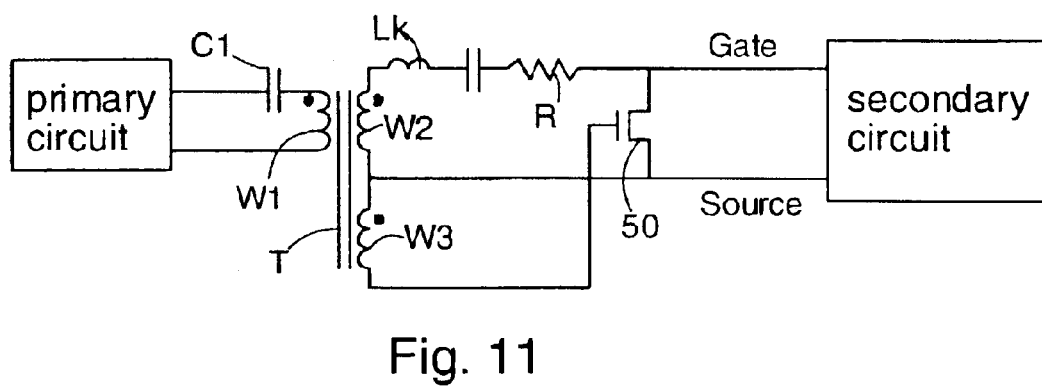 C1
Lk
Gate
primary
circuit
W2
R
secondary
circuit
W1
Source
50
T
W3
Fig. 11